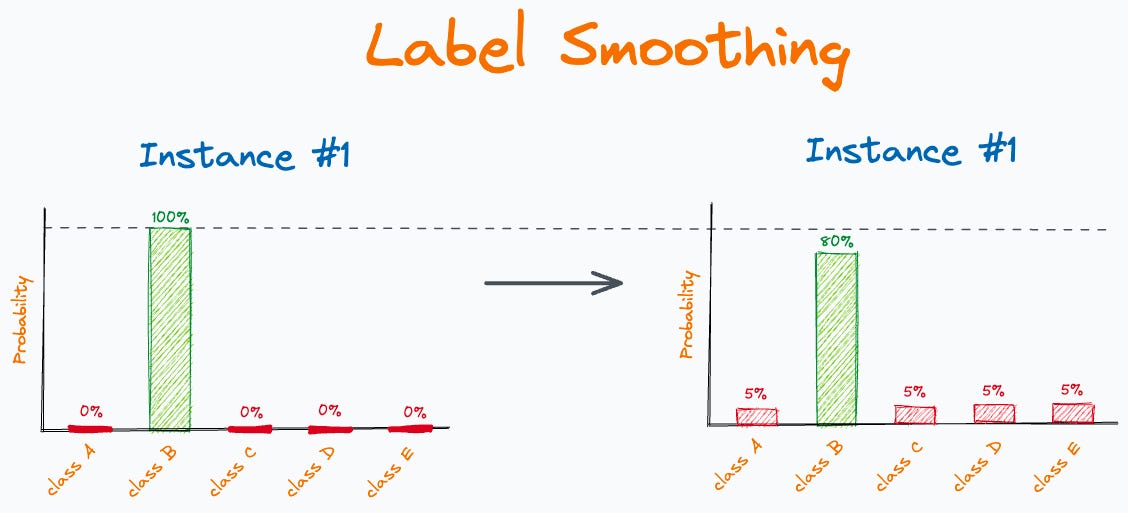 Label Smoothing
Instance #1
Probability
100%
0%
0%
0%
0%
class A
class B
class C
class D
class E
Instance #1
Probability
80%
5%
5%
5%
5%
class A
class B
class C
class D
class E